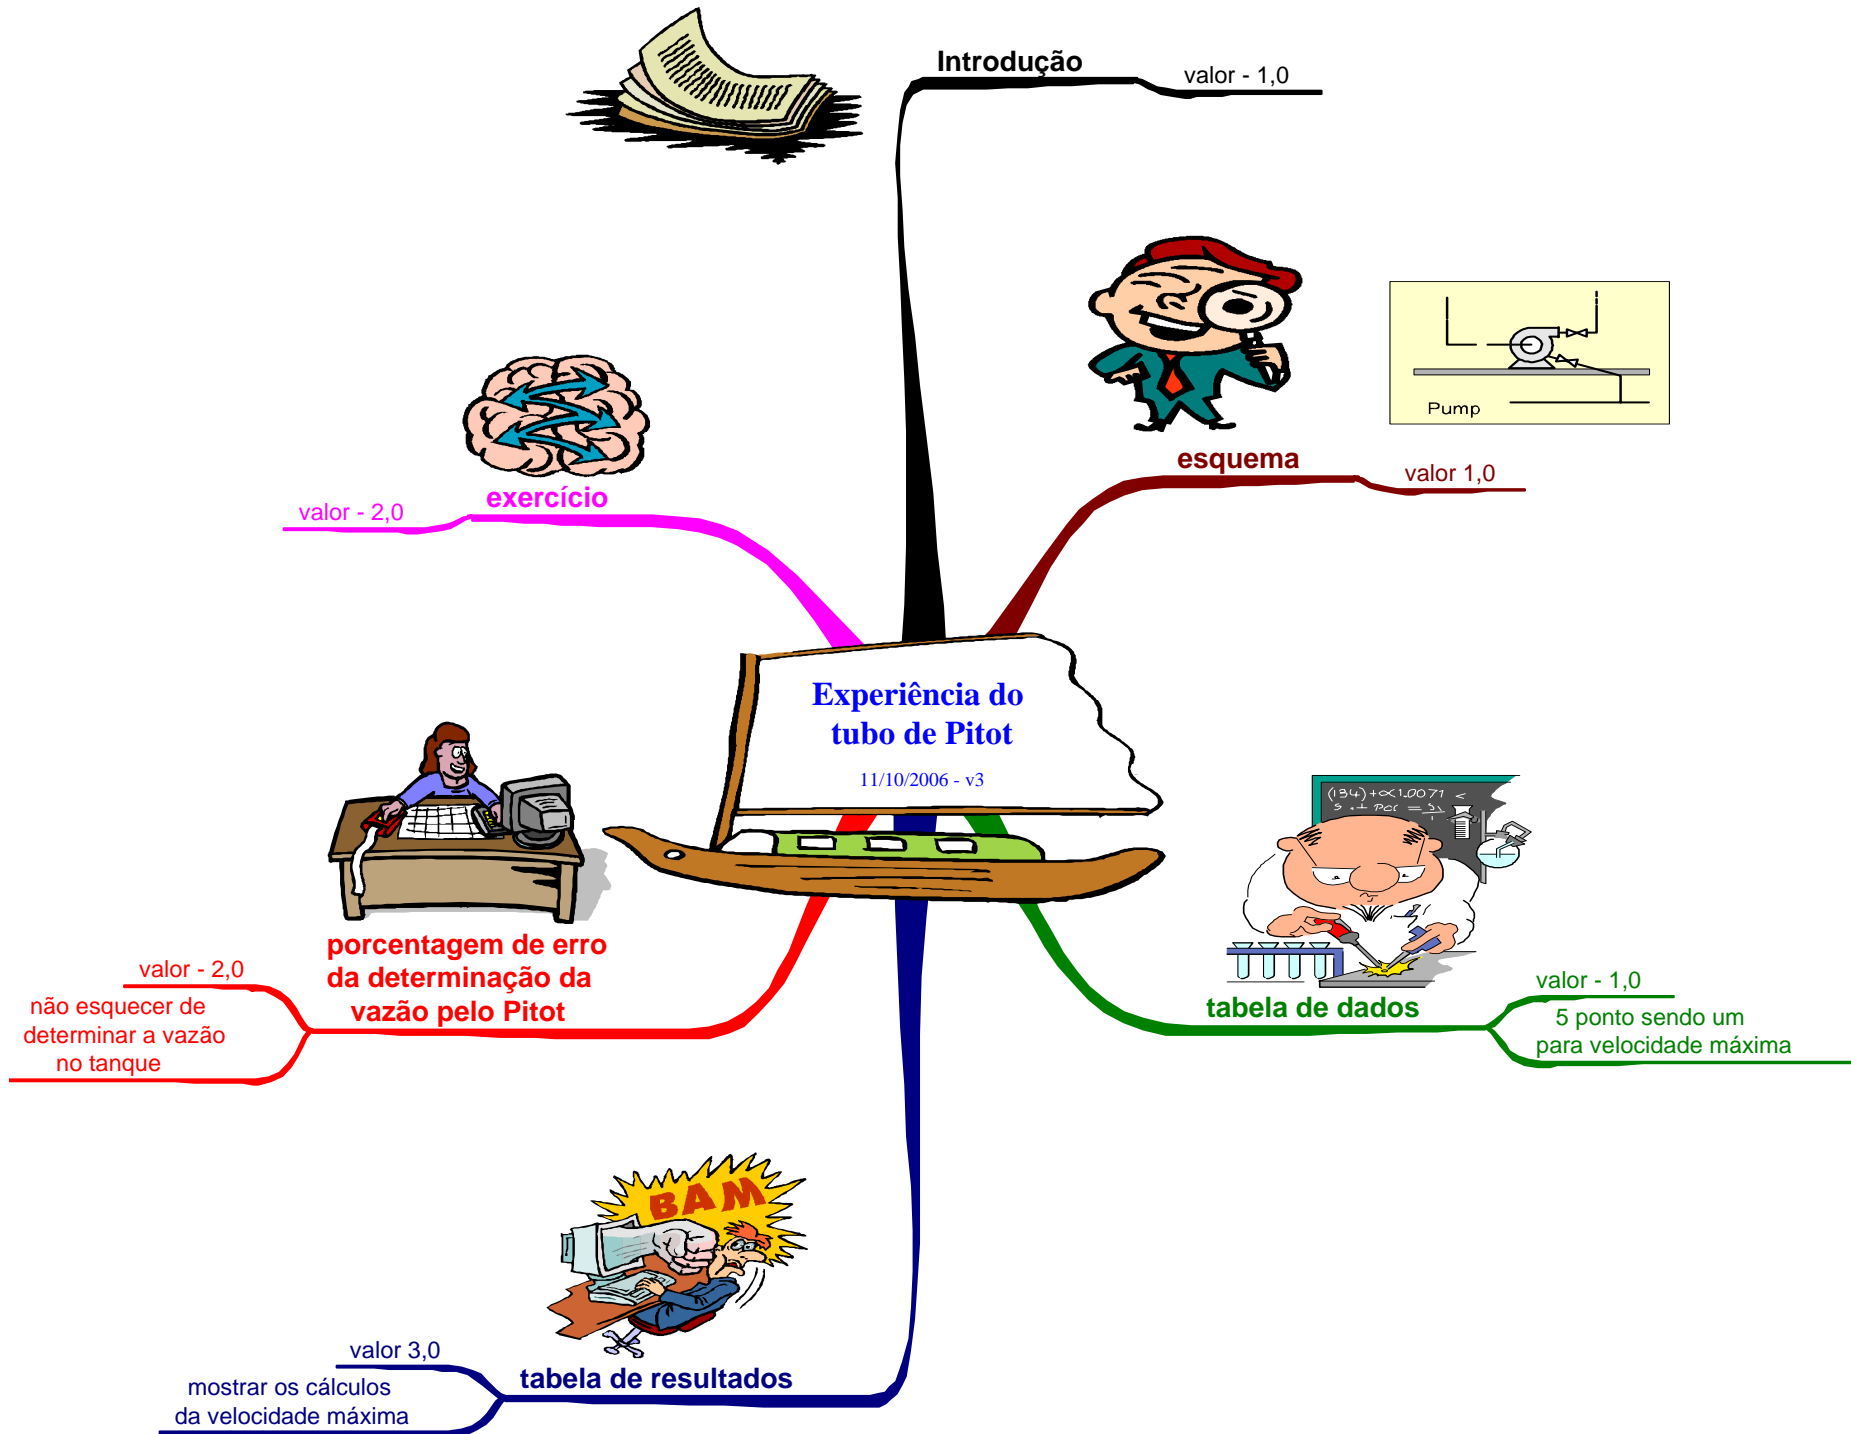 Introdução
valor - 1,0
Pump
esquema
valor 1,0
exercício
valor - 2,0
Experiência do
tubo de Pitot
11/10/2006 - v3
porcentagem de erro
da determinação da
vazão pelo Pitot
valor - 2,0
não esquecer de
determinar a vazão
no tanque
tabela de dados
valor - 1,0
5 ponto sendo um
para velocidade máxima
BAM
tabela de resultados
valor 3,0
mostrar os cálculos
da velocidade máxima